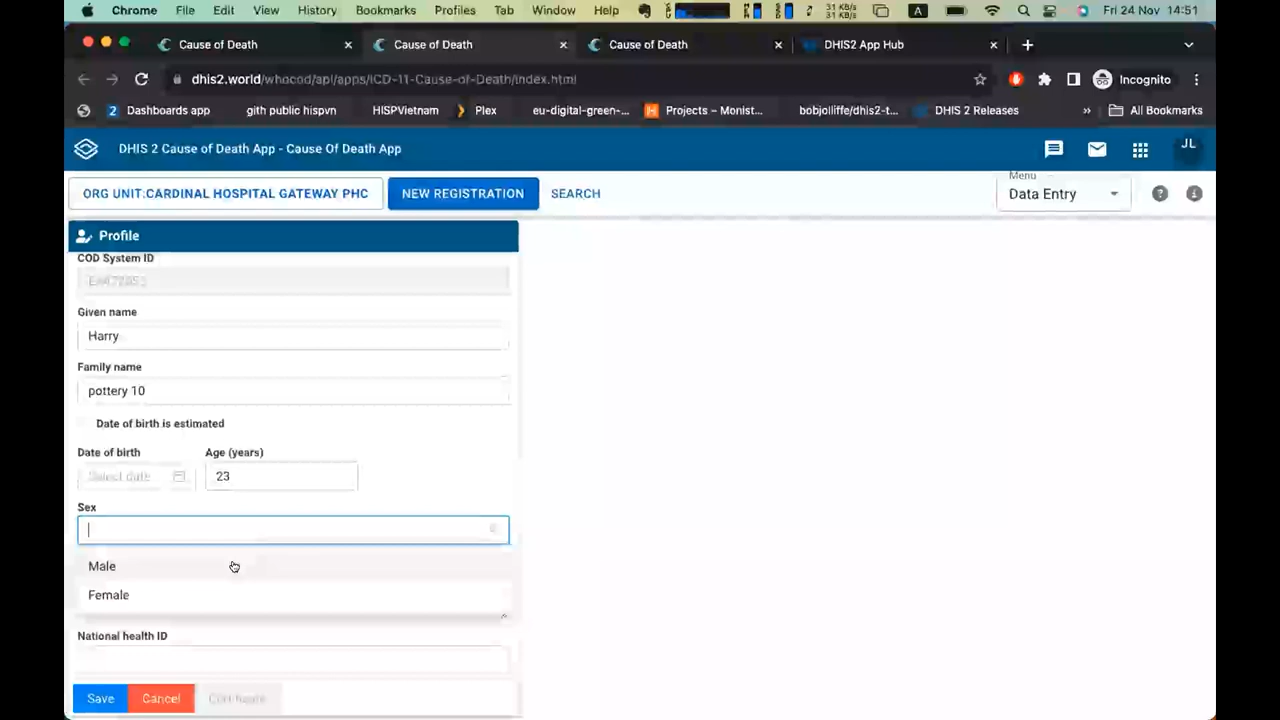 Chrome File Edit View History Bookmarks Profiles Tab Window Help 31 KB/s 31 KB/s A Fri 24 Nov 14:51
Cause of Death × Cause of Death × Cause of Death × DHIS2 App Hub × +
dhis2.world/whocod/api/apps/ICD-11-Cause-of-Death/index.html Incognito
2 Dashboards app gith public hispvn HISPVietnam Plex eu-digital-green-... Projects – Monist... bobjolliffe/dhis2-t... DHIS 2 Releases » All Bookmarks
DHIS 2 Cause of Death App - Cause Of Death App JL
ORG UNIT:CARDINAL HOSPITAL GATEWAY PHC NEW REGISTRATION SEARCH
Menu
Data Entry
Profile
COD System ID
Given name
Harry
Family name
pottery 10
Date of birth is estimated
Date of birth Age (years)
Select date 23
Sex
Male
Female
National health ID
Save Cancel